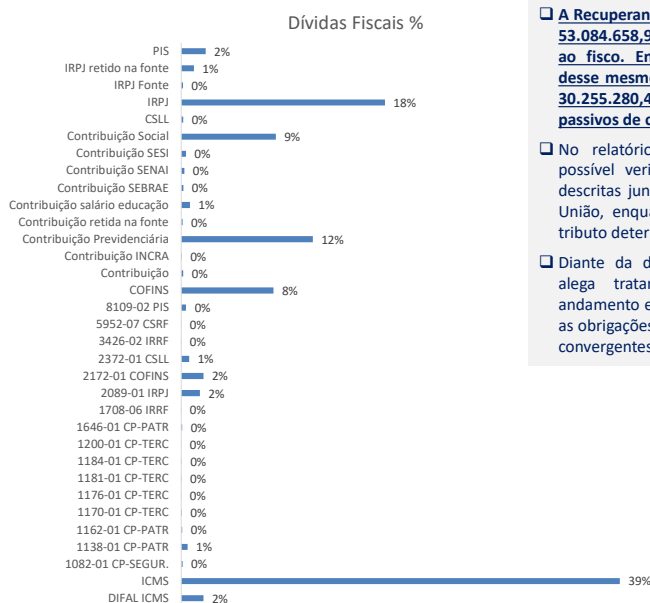 Dívidas Fiscais %
PIS 2%
IRPJ retido na fonte 1%
IRPJ Fonte 0%
IRPJ 18%
CSLL 0%
Contribuição Social 9%
Contribuição SESI 0%
Contribuição SENAI 0%
Contribuição SEBRAE 0%
Contribuição salário educação 1%
Contribuição retida na fonte 0%
Contribuição Previdenciária 12%
Contribuição INCRA 0%
Contribuição 0%
COFINS 8%
8109-02 PIS 0%
5952-07 CSRF 0%
3426-02 IRRF 0%
2372-01 CSLL 1%
2172-01 COFINS 2%
2089-01 IRPJ 2%
1708-06 IRRF 0%
1646-01 CP-PATR 0%
1200-01 CP-TERC 0%
1184-01 CP-TERC 0%
1181-01 CP-TERC 0%
1176-01 CP-TERC 0%
1170-01 CP-TERC 0%
1162-01 CP-PATR 0%
1138-01 CP-PATR 1%
1082-01 CP-SEGUR. 0%
ICMS 39%
DIFAL ICMS 2%
A Recuperan
53.084.658,9
ao fisco. En
desse mesm
30.255.280,4
passivos de
No relatório
possível veri
descritas jun
União, enqua
tributo deter
Diante da d
alega trata
andamento e
as obrigações
convergentes